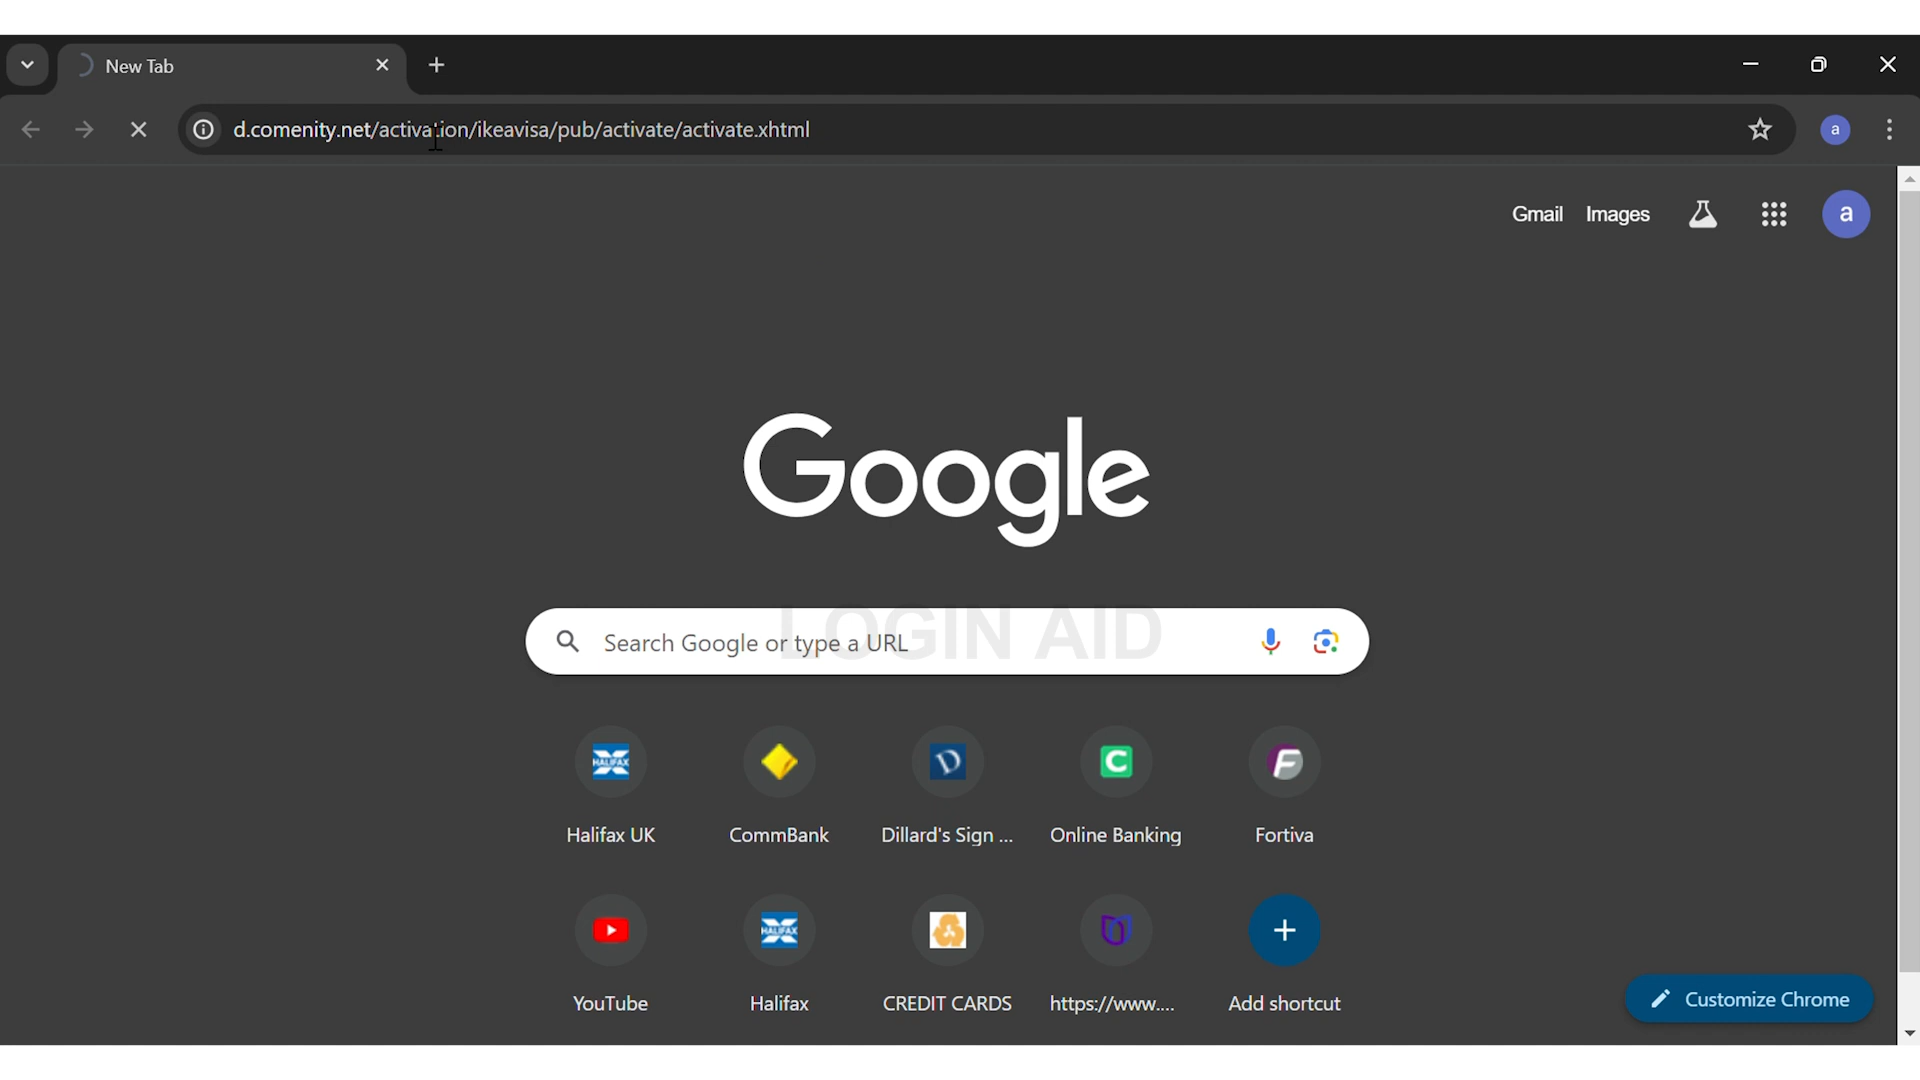 New Tab
d.comenity.net/activation/ikeavisa/pub/activate/activate.xhtml
a
Gmail Images a
Google
Search Google or type a URL
LOGIN AID
HALIFAX D C F
Halifax UK CommBank Dillard's Sign ... Online Banking Fortiva
HALIFAX
YouTube Halifax CREDIT CARDS https://www.... Add shortcut
Customize Chrome